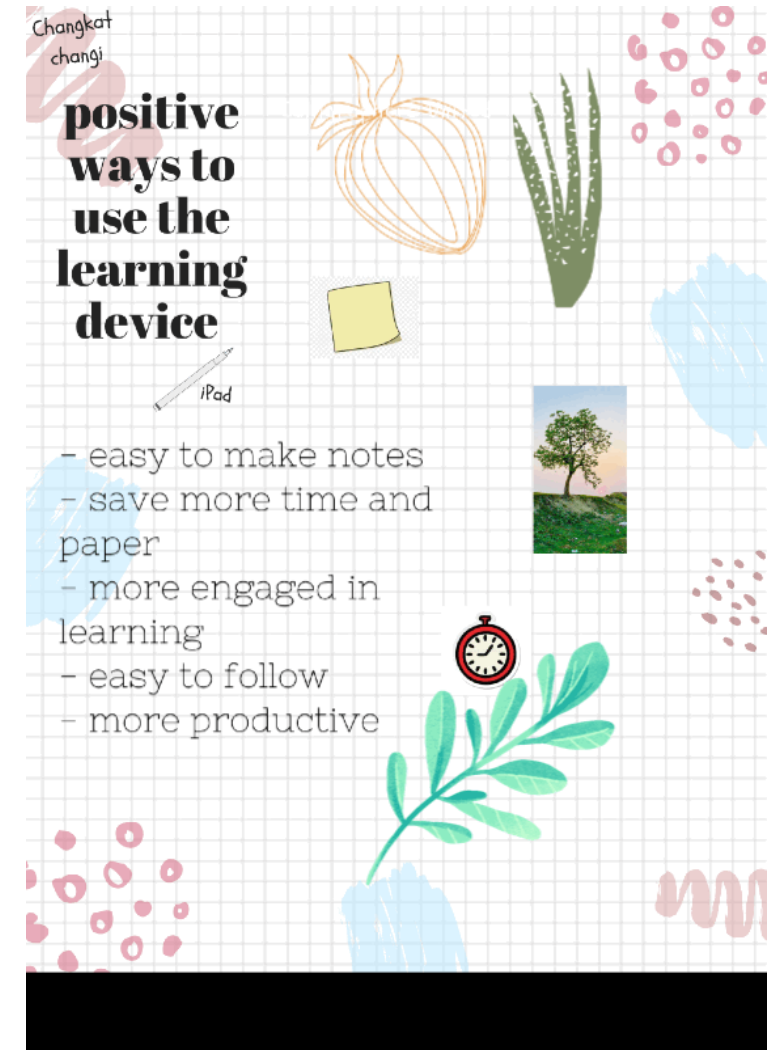 Changkat
changi
positive
ways to
use the
learning
device
iPad
- easy to make notes
- save more time and
paper
- more engaged in
learning
- easy to follow
- more productive